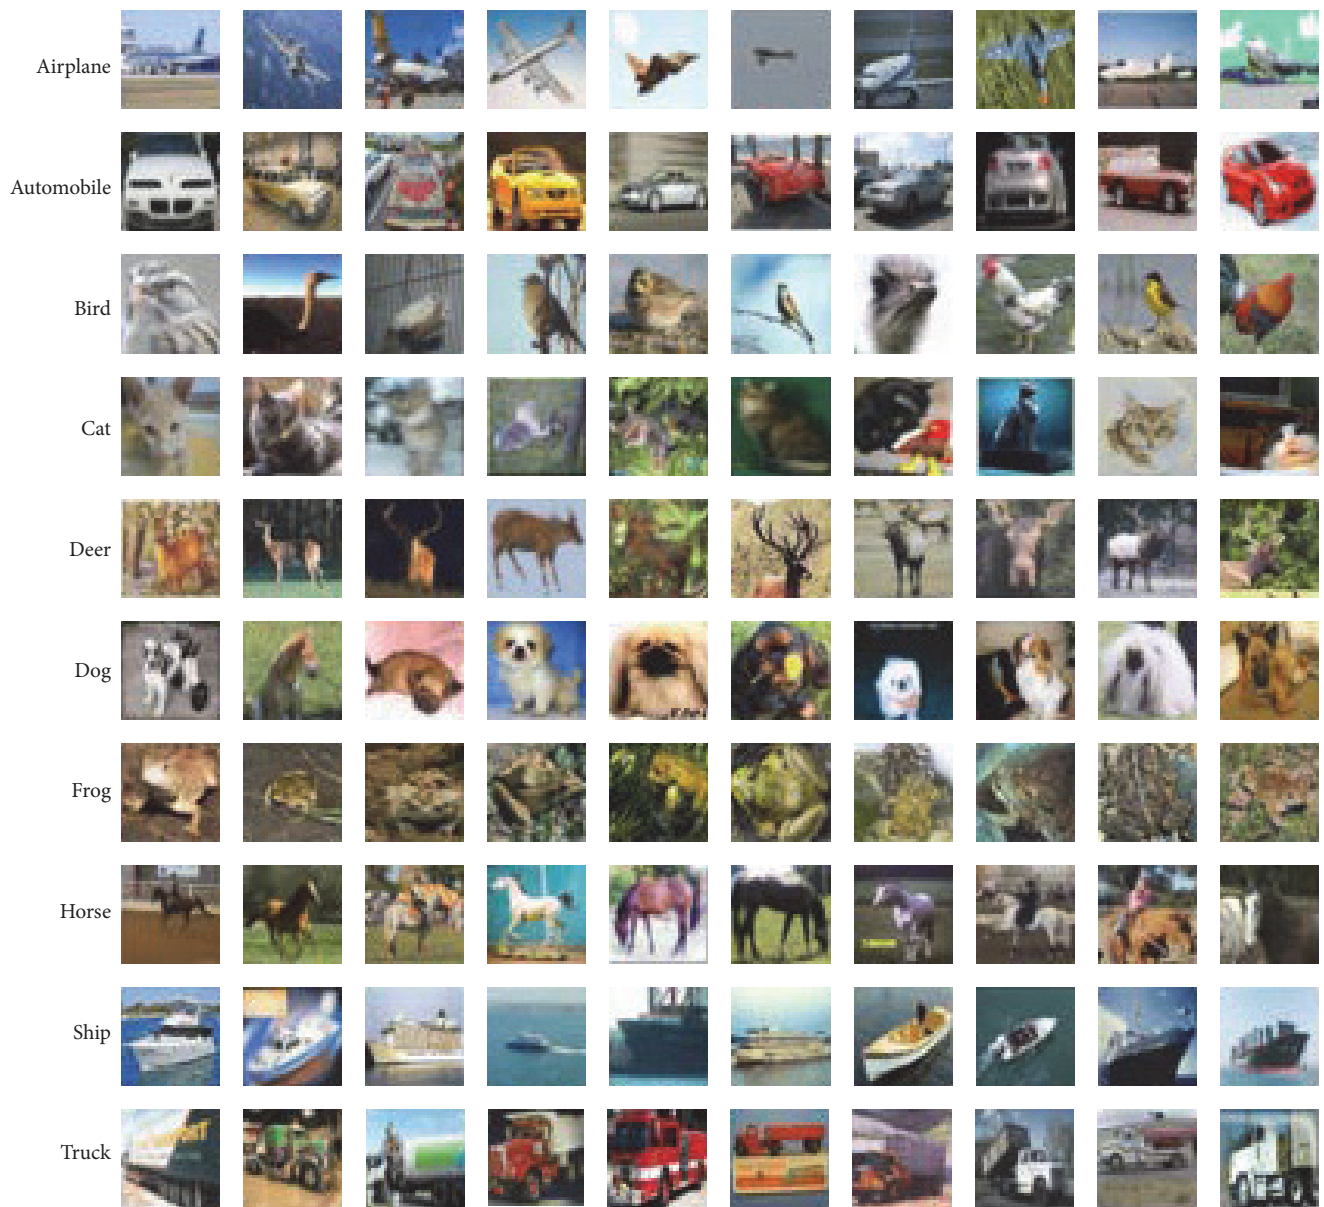 Airplane
Automobile
Bird
Cat
Deer
Dog
Frog
Horse
Ship
Truck